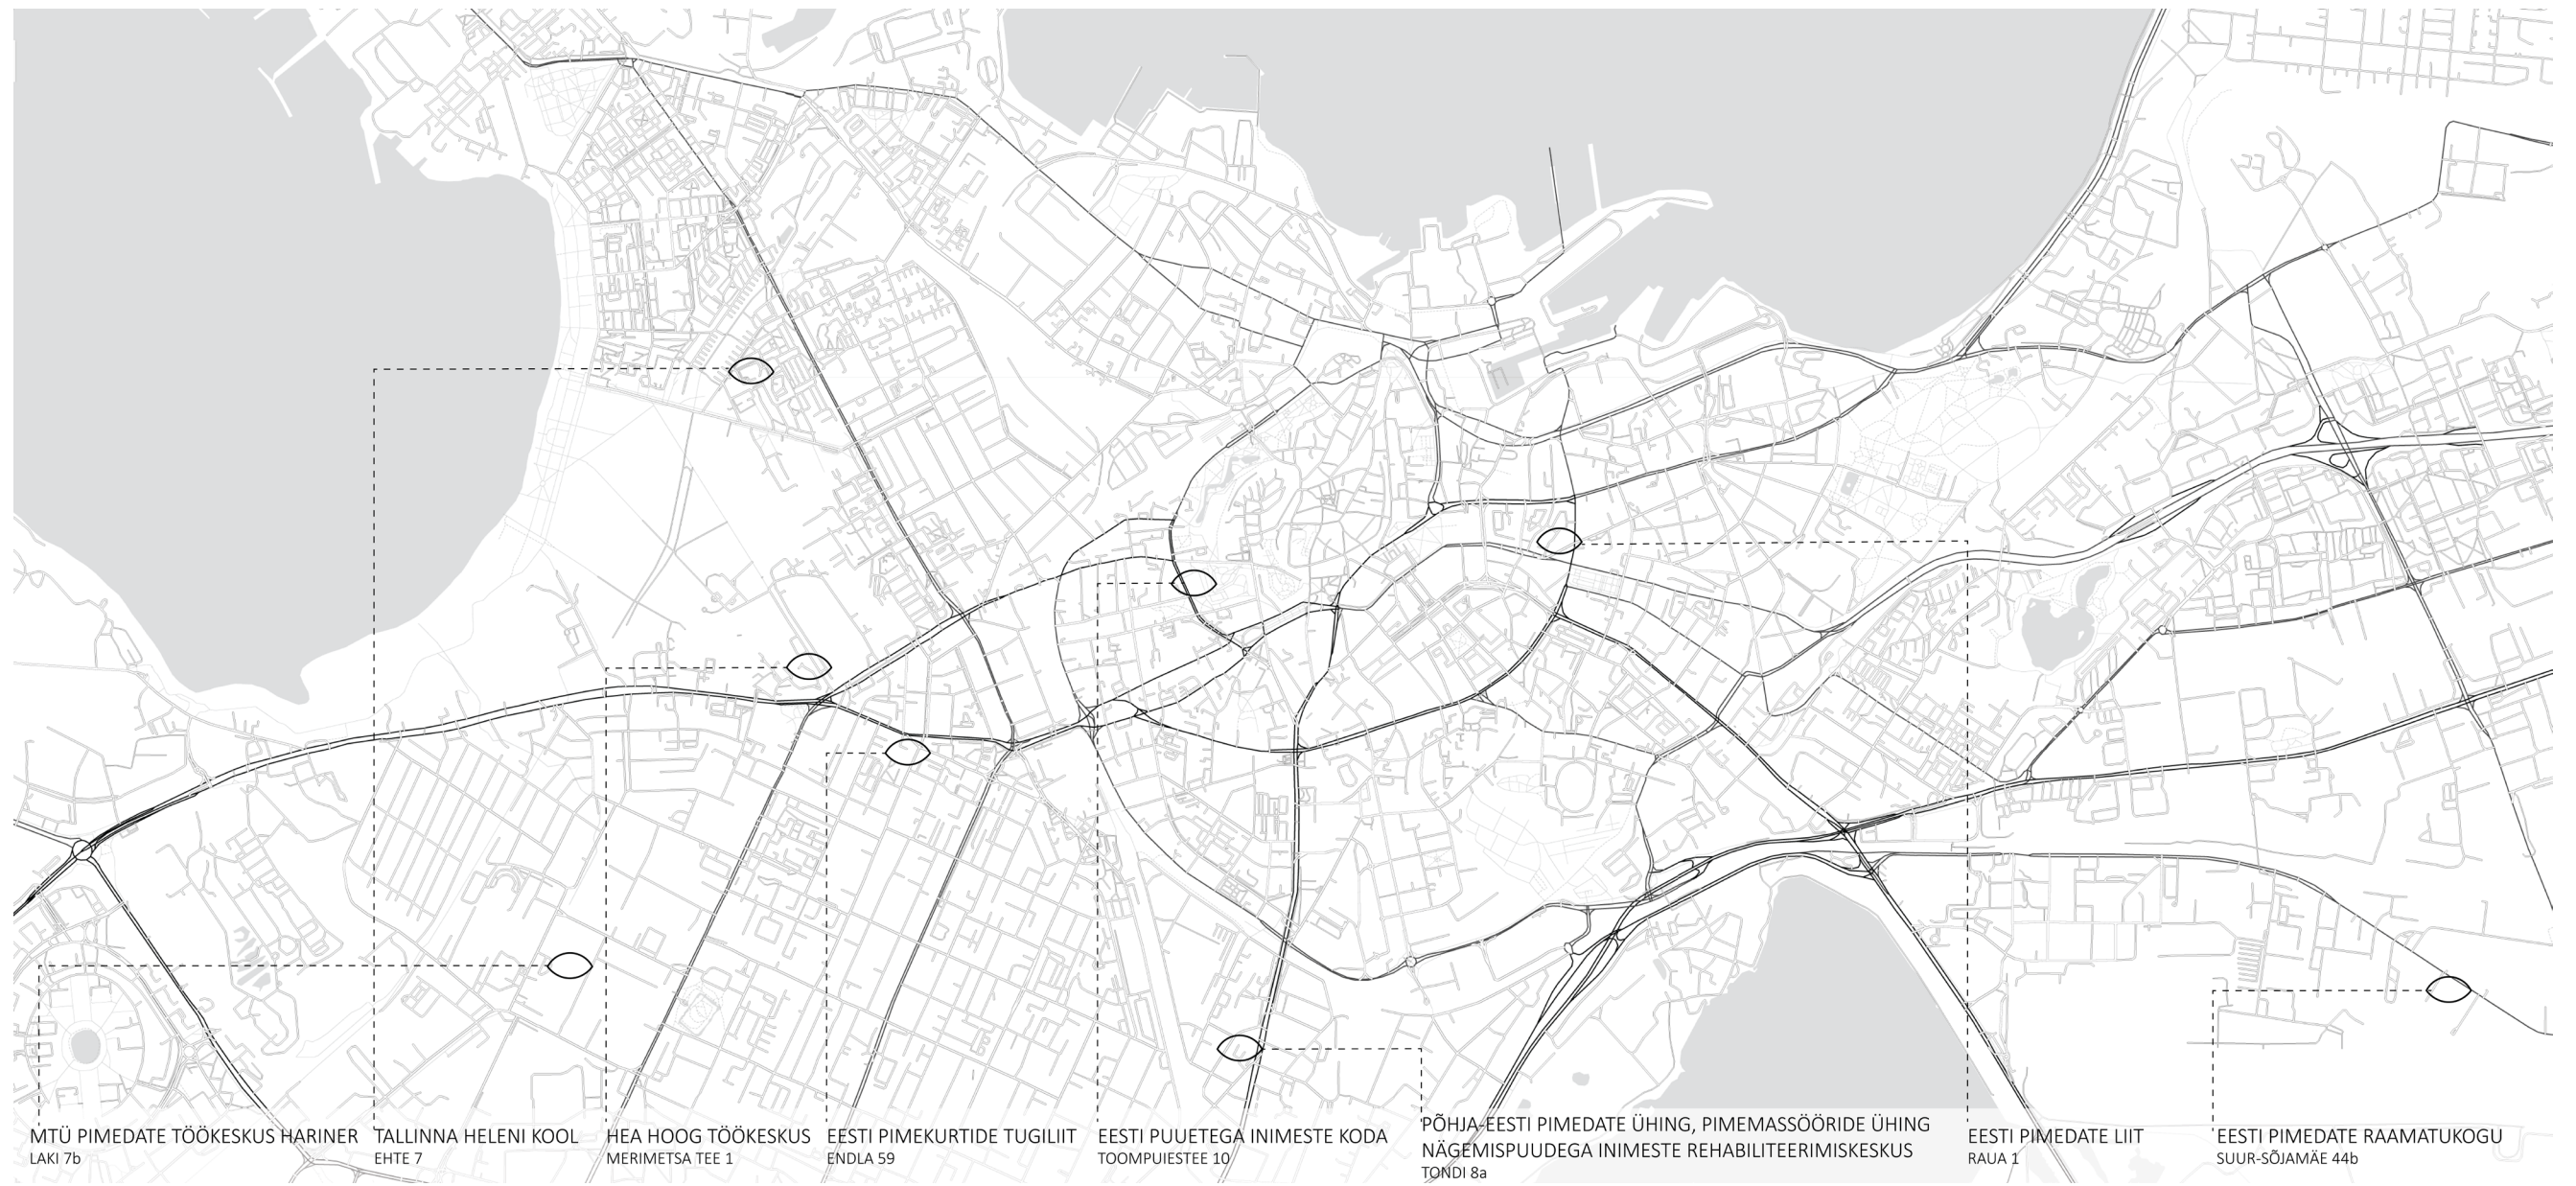 MTÜ PIMEDATE TÖÖKESKUS HARINER
LAKI 7b
TALLINNA HELENI KOOL
EHTE 7
HEA HOOG TÖÖKESKUS
MERIMETSA TEE 1
EESTI PIMEKURTIDE TUGILIIT
ENDLA 59
EESTI PUUETEGA INIMESTE KODA
TOOMPUIESTEE 10
PÕHJA-EESTI PIMEDATE ÜHING, PIMEMASSÖÖRIDE ÜHING
NÄGEMISPUUDEGA INIMESTE REHABILITEERIMISKESKUS
TONDI 8a
EESTI PIMEDATE LIIT
RAUA 1
EESTI PIMEDATE RAAMATUKOGU
SUUR-SÕJAMÄE 44b